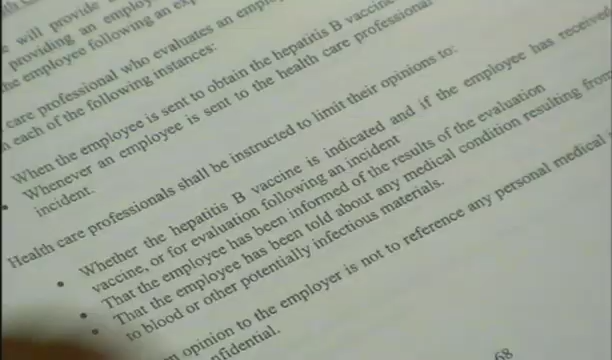 will provide
providing an employ
the employee following an exp
care professional who evaluates an empl
n each of the following instances:
When the employee is sent to obtain the hepatitis B vaccine
• Whenever an employee is sent to the health care professional
incident.
Health care professionals shall be instructed to limit their opinions to:
• Whether the hepatitis B vaccine is indicated and if the employee has received
vaccine, or for evaluation following an incident
• That the employee has been informed of the results of the evaluation
• That the employee has been told about any medical condition resulting from
to blood or other potentially infectious materials.
opinion to the employer is not to reference any personal medical
nfidential.
68